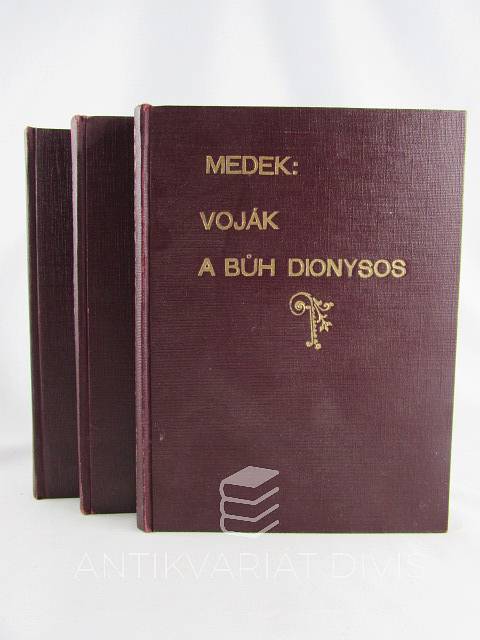 MEDEK:
VOJÁK
A BŮH DIONYSOS
ANTIKVARIÁT DIVIŠ